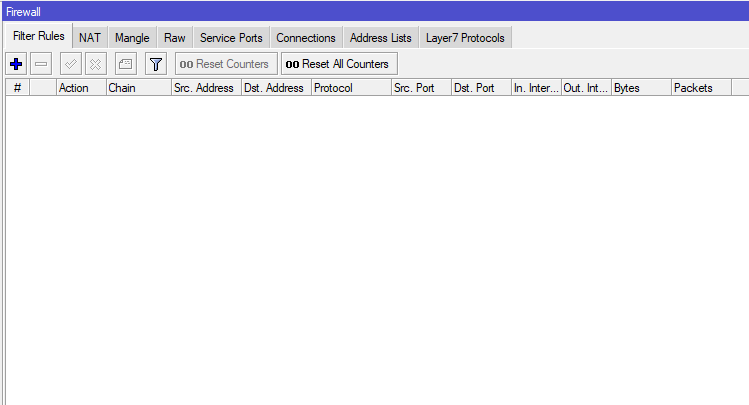 Firewall
Filter Rules NAT Mangle Raw Service Ports Connections Address Lists Layer7 Protocols
00 Reset Counters 00 Reset All Counters
# Action Chain Src. Address Dst. Address Protocol Src. Port Dst. Port In. Inter... Out. Int... Bytes Packets